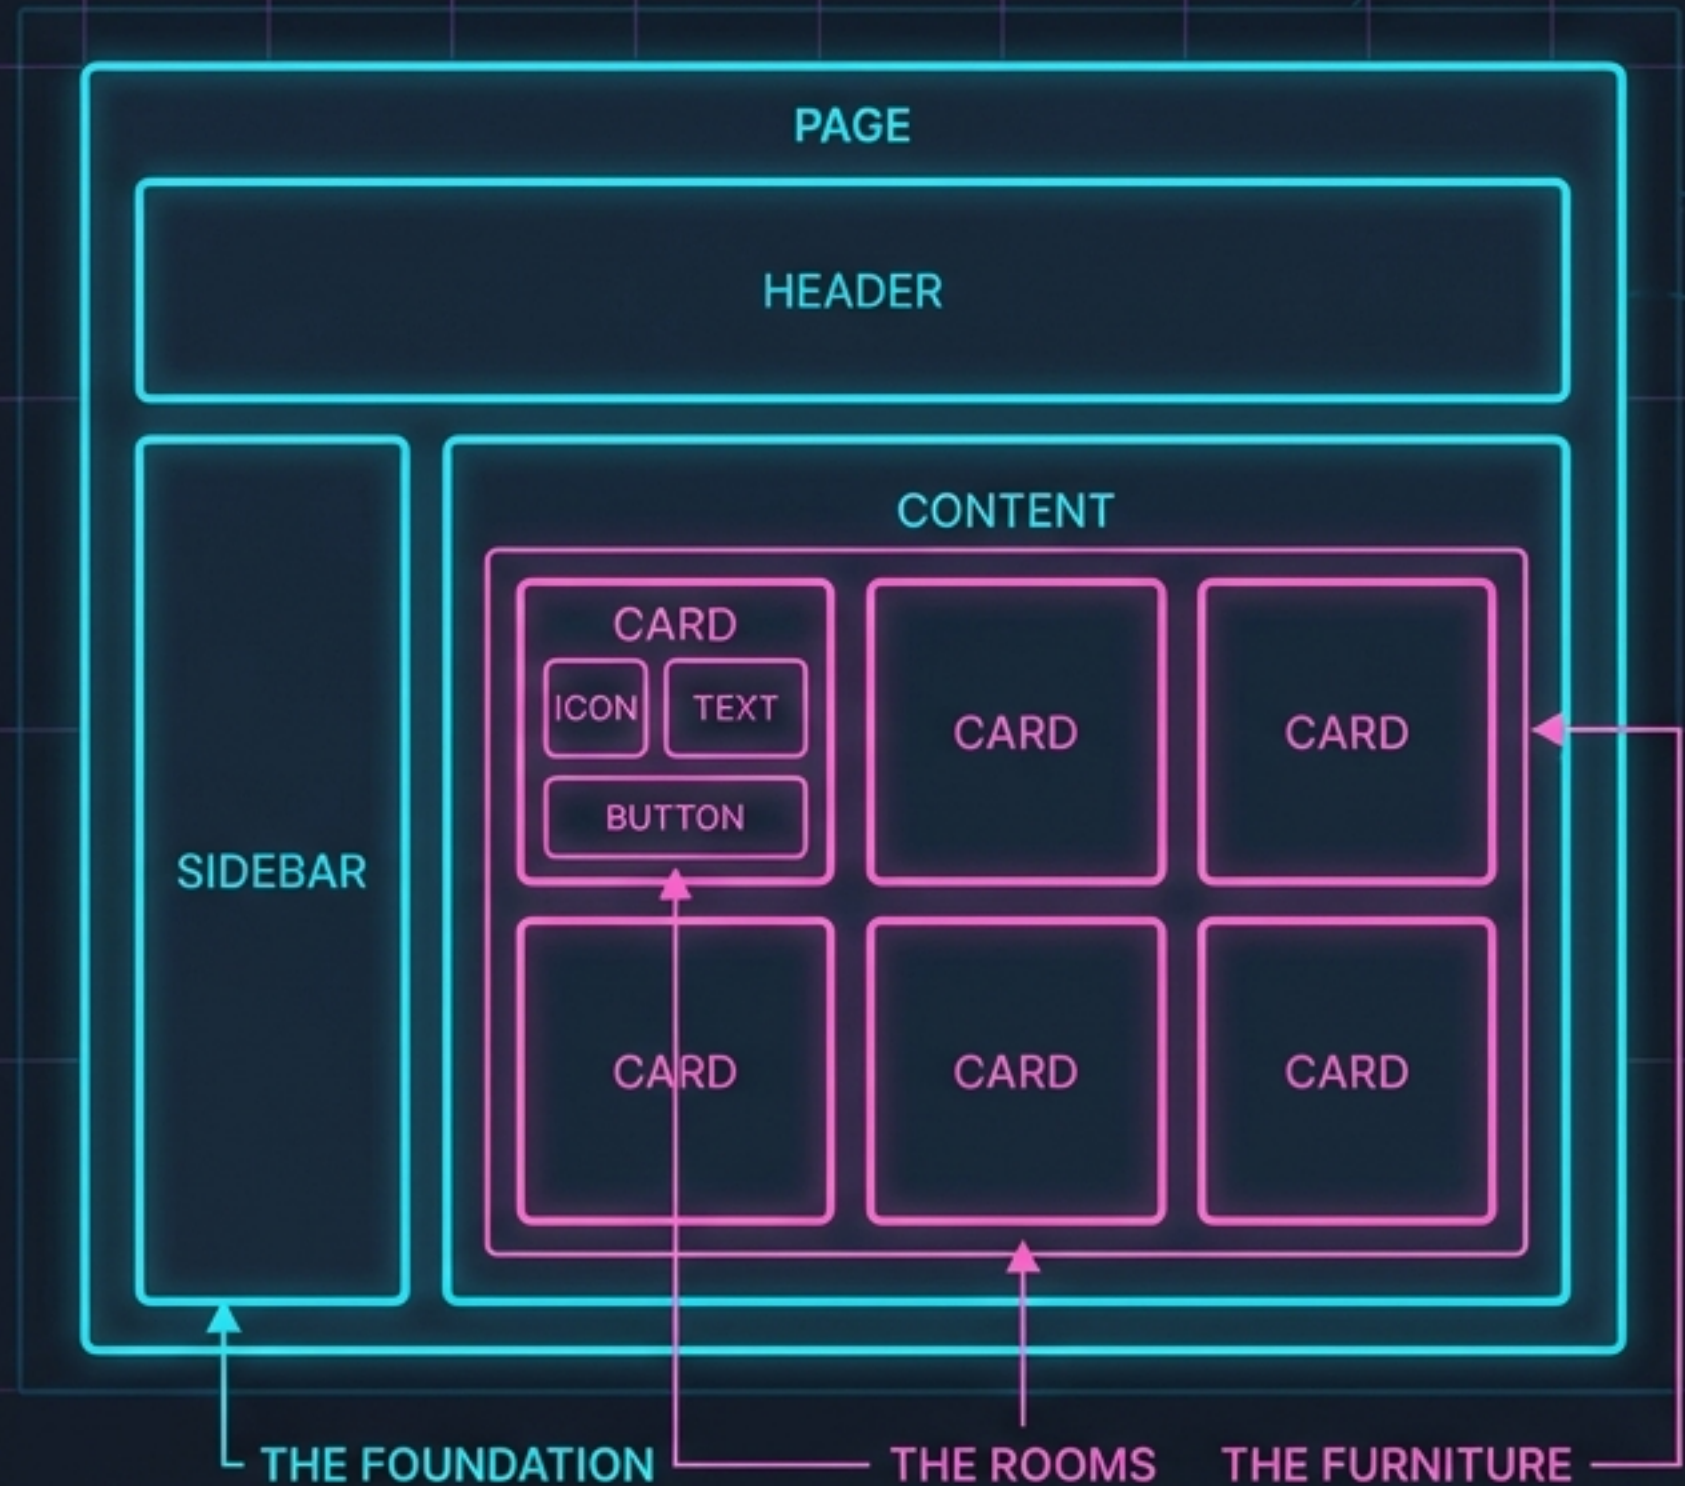 PAGE
HEADER
SIDEBAR
CONTENT
CARD
ICON
TEXT
BUTTON
CARD
CARD
CARD
CARD
CARD
THE FOUNDATION
THE ROOMS
THE FURNITURE